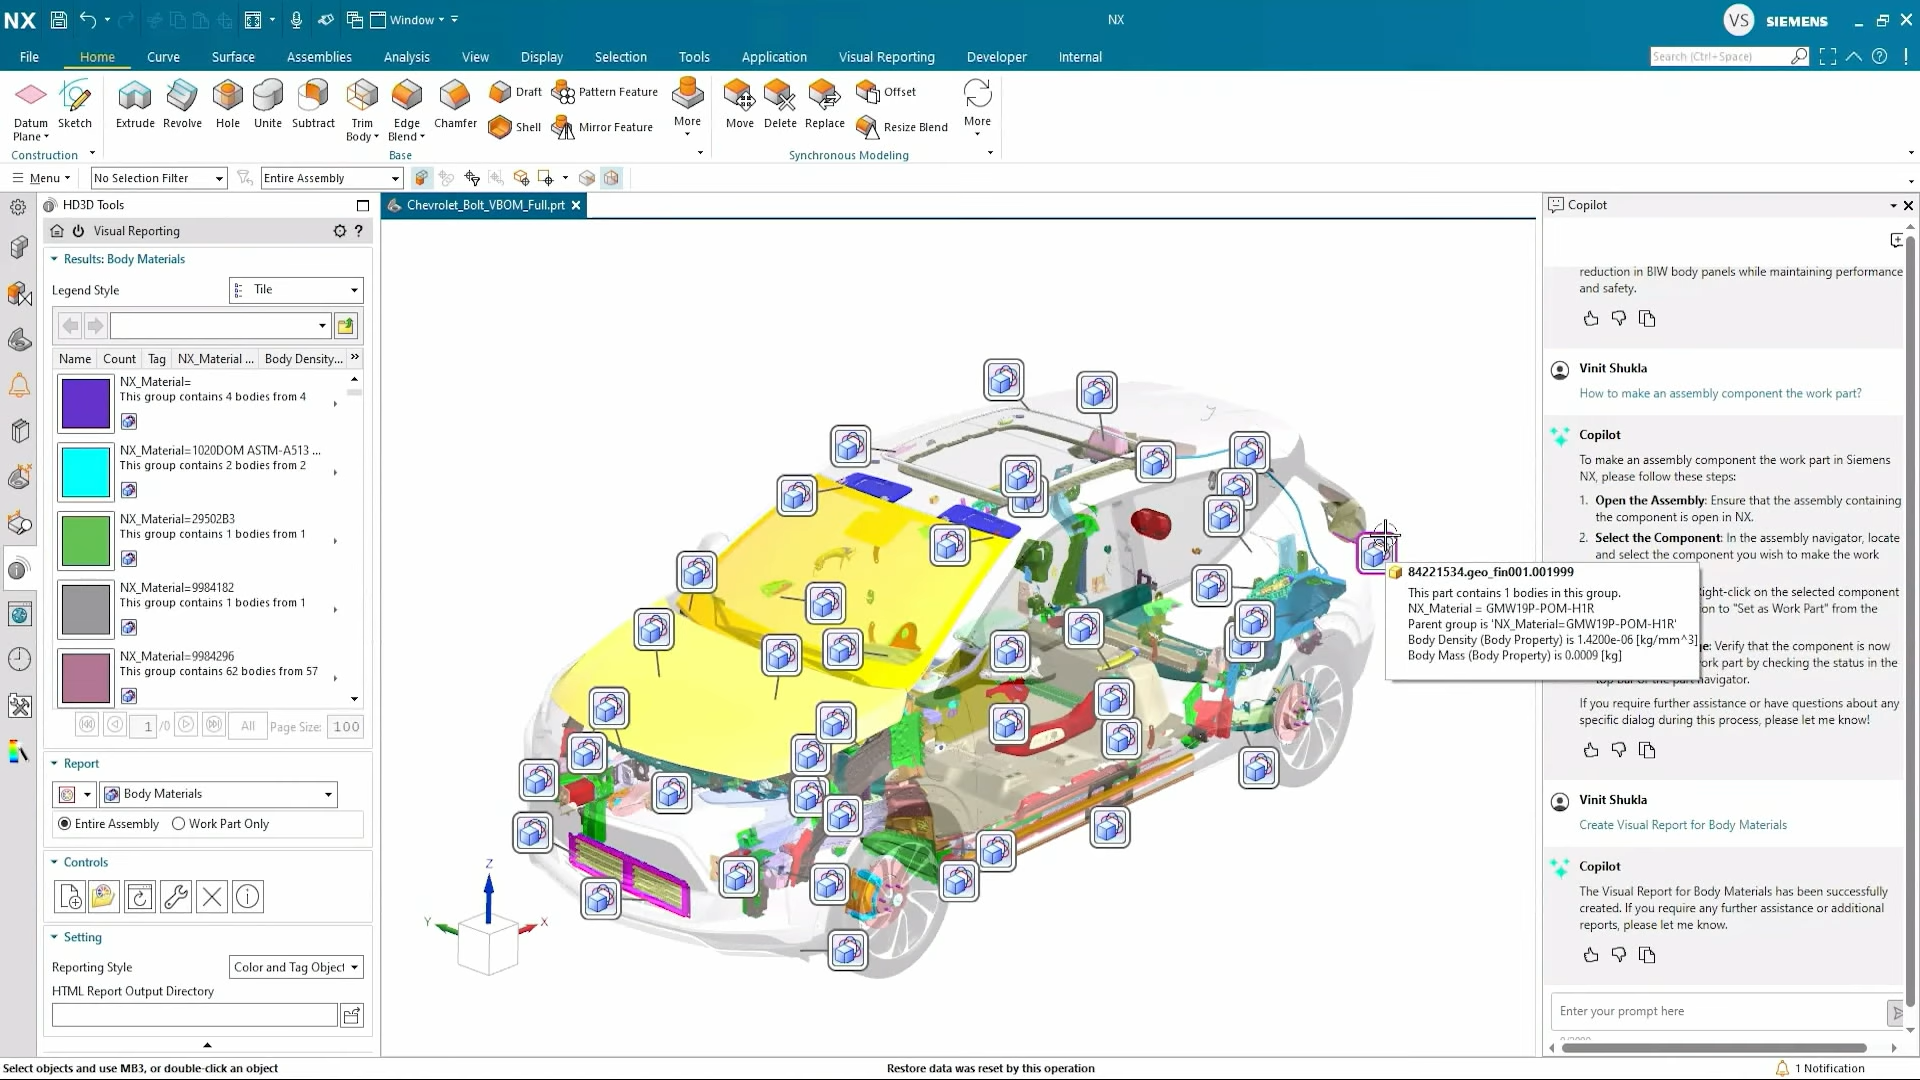 NX
Window
NX
VS
SIEMENS
File
Home
Curve
Surface
Assemblies
Analysis
View
Display
Selection
Tools
Application
Visual Reporting
Developer
Internal
Search (Ctrl+Space)
Datum
Plane
Sketch
Extrude
Revolve
Hole
Unite
Subtract
Trim
Body
Edge
Blend
Chamfer
Draft
Shell
Pattern Feature
Mirror Feature
More
Move
Delete
Replace
Offset
Resize Blend
More
Construction
Base
Synchronous Modeling
Menu
No Selection Filter
Entire Assembly
HD3D Tools
Chevrolet_Bolt_VBOM_Full.prt
Copilot
Visual Reporting
Results: Body Materials
Legend Style
Tile
Name
Count
Tag
NX_Material ...
Body Density...
NX_Material=
This group contains 4 bodies from 4
NX_Material=1020DOM ASTM-A513 ...
This group contains 2 bodies from 2
NX_Material=29502B3
This group contains 1 bodies from 1
NX_Material=9984182
This group contains 1 bodies from 1
NX_Material=9984296
This group contains 62 bodies from 57
1 /0
All
Page Size: 100
Report
Body Materials
Entire Assembly
Work Part Only
Controls
Setting
Reporting Style
Color and Tag Object
HTML Report Output Directory
Z
Y
X
84221534.geo_fin001.001999
This part contains 1 bodies in this group.
NX_Material = GMW19P-POM-H1R
Parent group is 'NX_Material=GMW19P-POM-H1R'
Body Density (Body Property) is 1.4200e-06 [kg/mm^3]
Body Mass (Body Property) is 0.0009 [kg]
reduction in BIW body panels while maintaining performance
and safety.
Vinit Shukla
How to make an assembly component the work part?
Copilot
To make an assembly component the work part in Siemens
NX, please follow these steps:
1. Open the Assembly: Ensure that the assembly containing
the component is open in NX.
2. Select the Component: In the assembly navigator, locate
and select the component you wish to make the work
ight-click on the selected component
on to "Set as Work Part" from the
e: Verify that the component is now
ork part by checking the status in the
top bar of the part navigator.
If you require further assistance or have questions about any
specific dialog during this process, please let me know!
Vinit Shukla
Create Visual Report for Body Materials
Copilot
The Visual Report for Body Materials has been successfully
created. If you require any further assistance or additional
reports, please let me know.
Enter your prompt here
Select objects and use MB3, or double-click an object
Restore data was reset by this operation
1 Notification